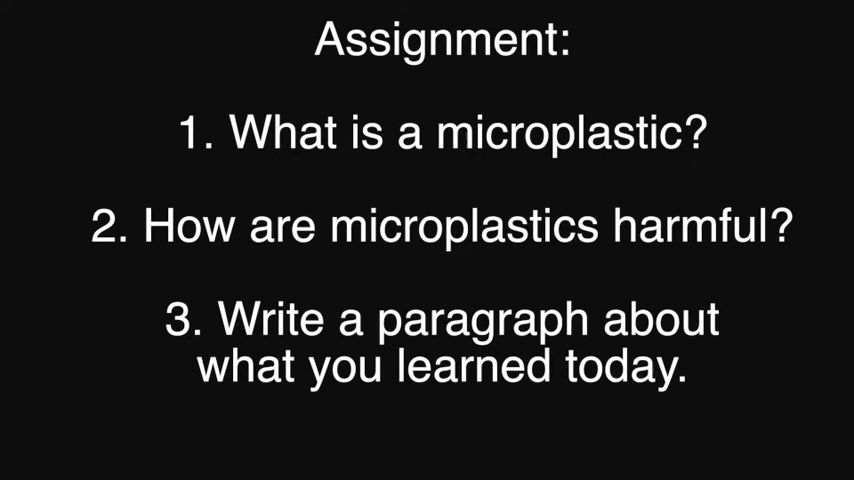 Assignment:
1. What is a microplastic?
2. How are microplastics harmful?
3. Write a paragraph about
what you learned today.